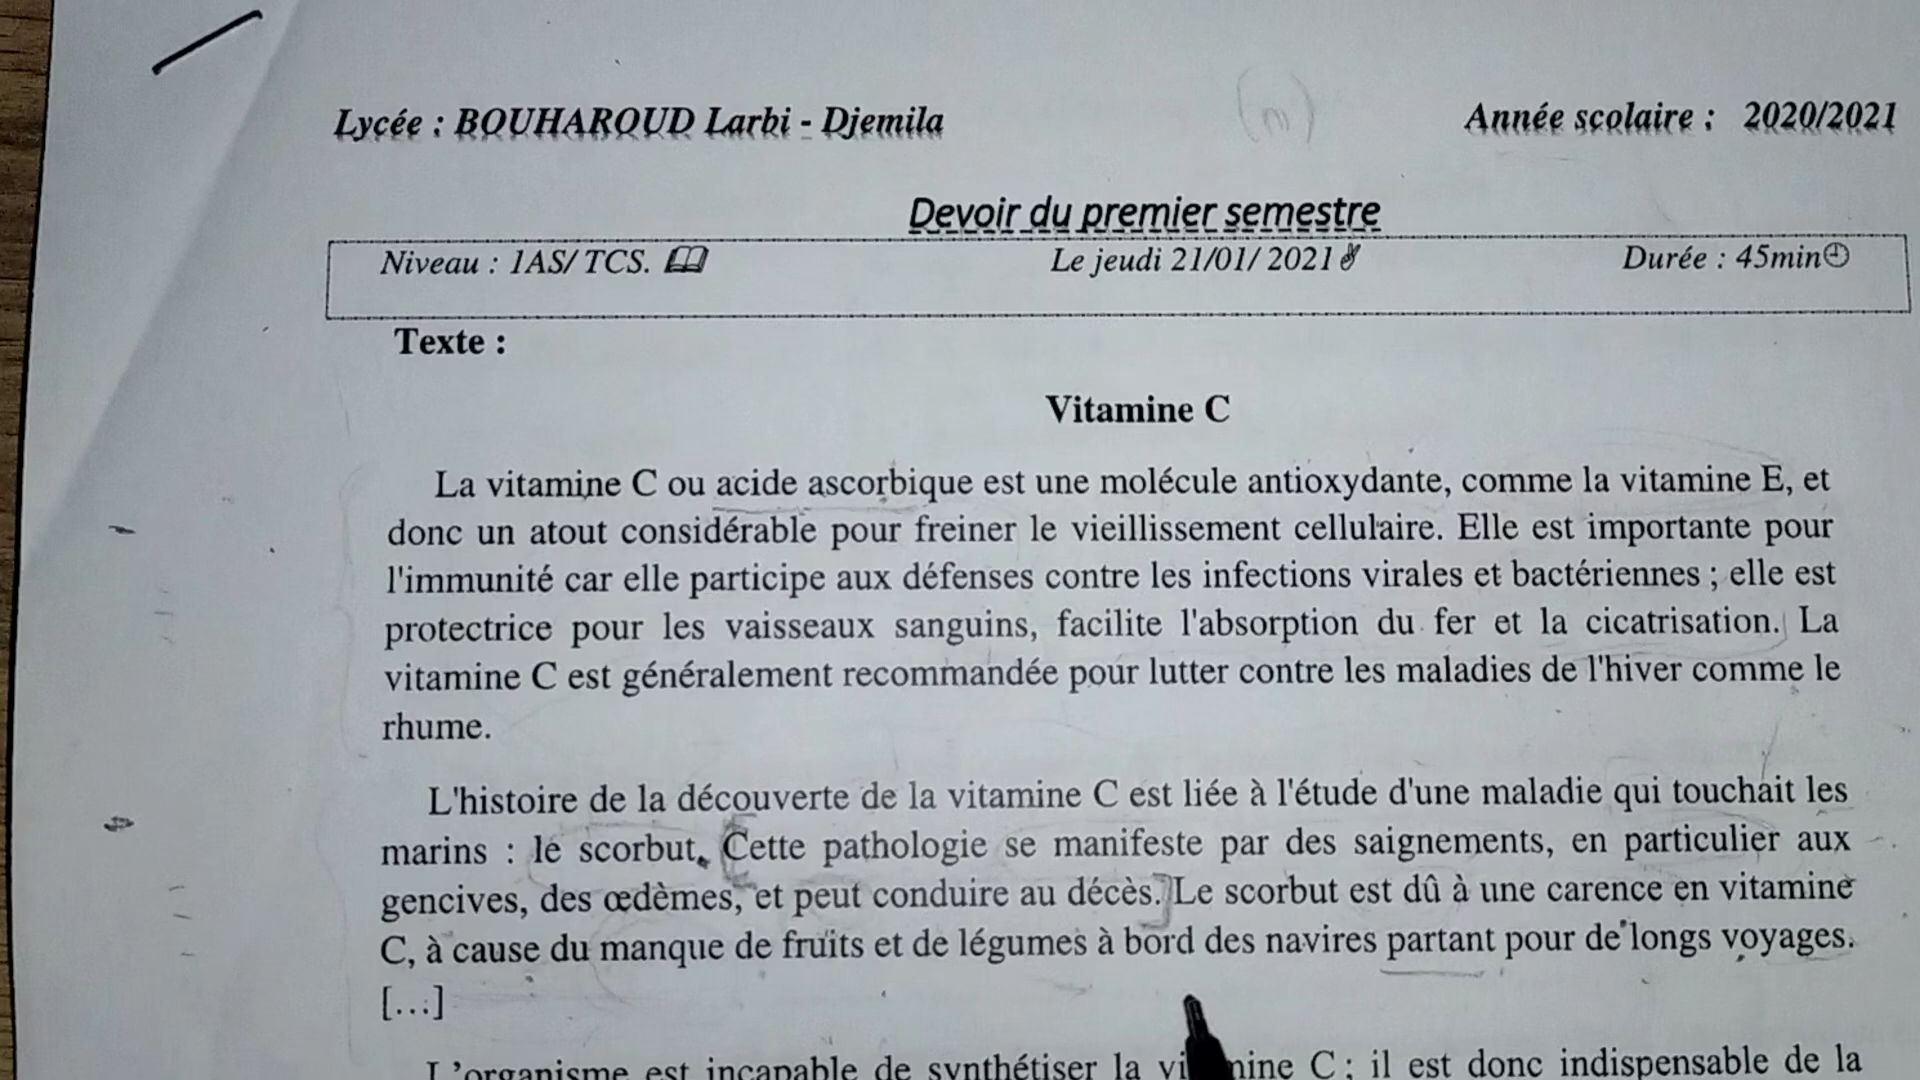 Lycée : BOUHAROUD Larbi - Djemila
(m)
Année scolaire : 2020/2021
Devoir du premier semestre
Niveau : 1AS/ TCS.
Le jeudi 21/01/ 2021
Durée : 45min
Texte :
Vitamine C
La vitamine C ou acide ascorbique est une molécule antioxydante, comme la vitamine E, et
donc un atout considérable pour freiner le vieillissement cellulaire. Elle est importante pour
l'immunité car elle participe aux défenses contre les infections virales et bactériennes ; elle est
protectrice pour les vaisseaux sanguins, facilite l'absorption du fer et la cicatrisation. La
vitamine C est généralement recommandée pour lutter contre les maladies de l'hiver comme le
rhume.
L'histoire de la découverte de la vitamine C est liée à l'étude d'une maladie qui touchait les
marins : le scorbut. Cette pathologie se manifeste par des saignements, en particulier aux
gencives, des œdèmes, et peut conduire au décès. Le scorbut est dû à une carence en vitamine
C, à cause du manque de fruits et de légumes à bord des navires partant pour de longs voyages.
[...]
L'organisme est incapable de synthétiser la C ; il est donc indispensable de la